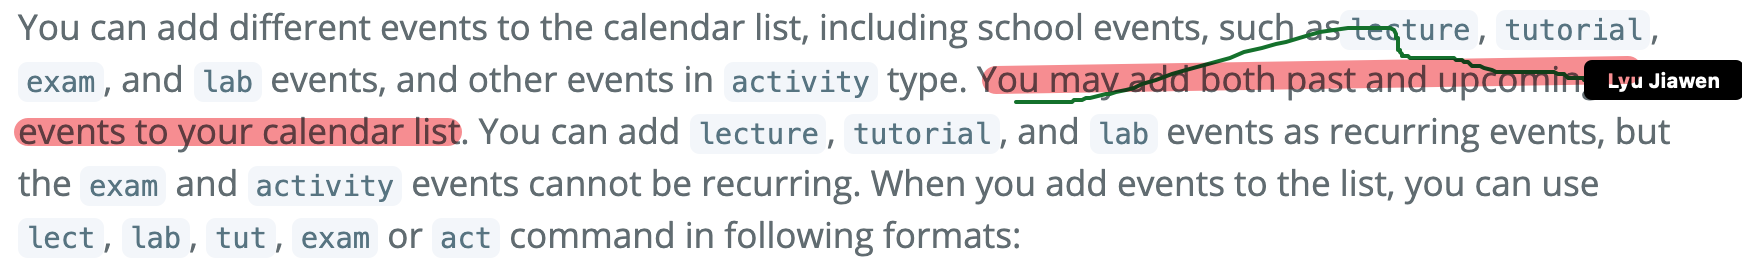 You can add different events to the calendar list, including school events, such as lecture, tutorial,
exam, and lab events, and other events in activity type. You may add both past and upcoming Lyu Jiawen
events to your calendar list. You can add lecture, tutorial, and lab events as recurring events, but
the exam and activity events cannot be recurring. When you add events to the list, you can use
lect, lab, tut, exam or act command in following formats: